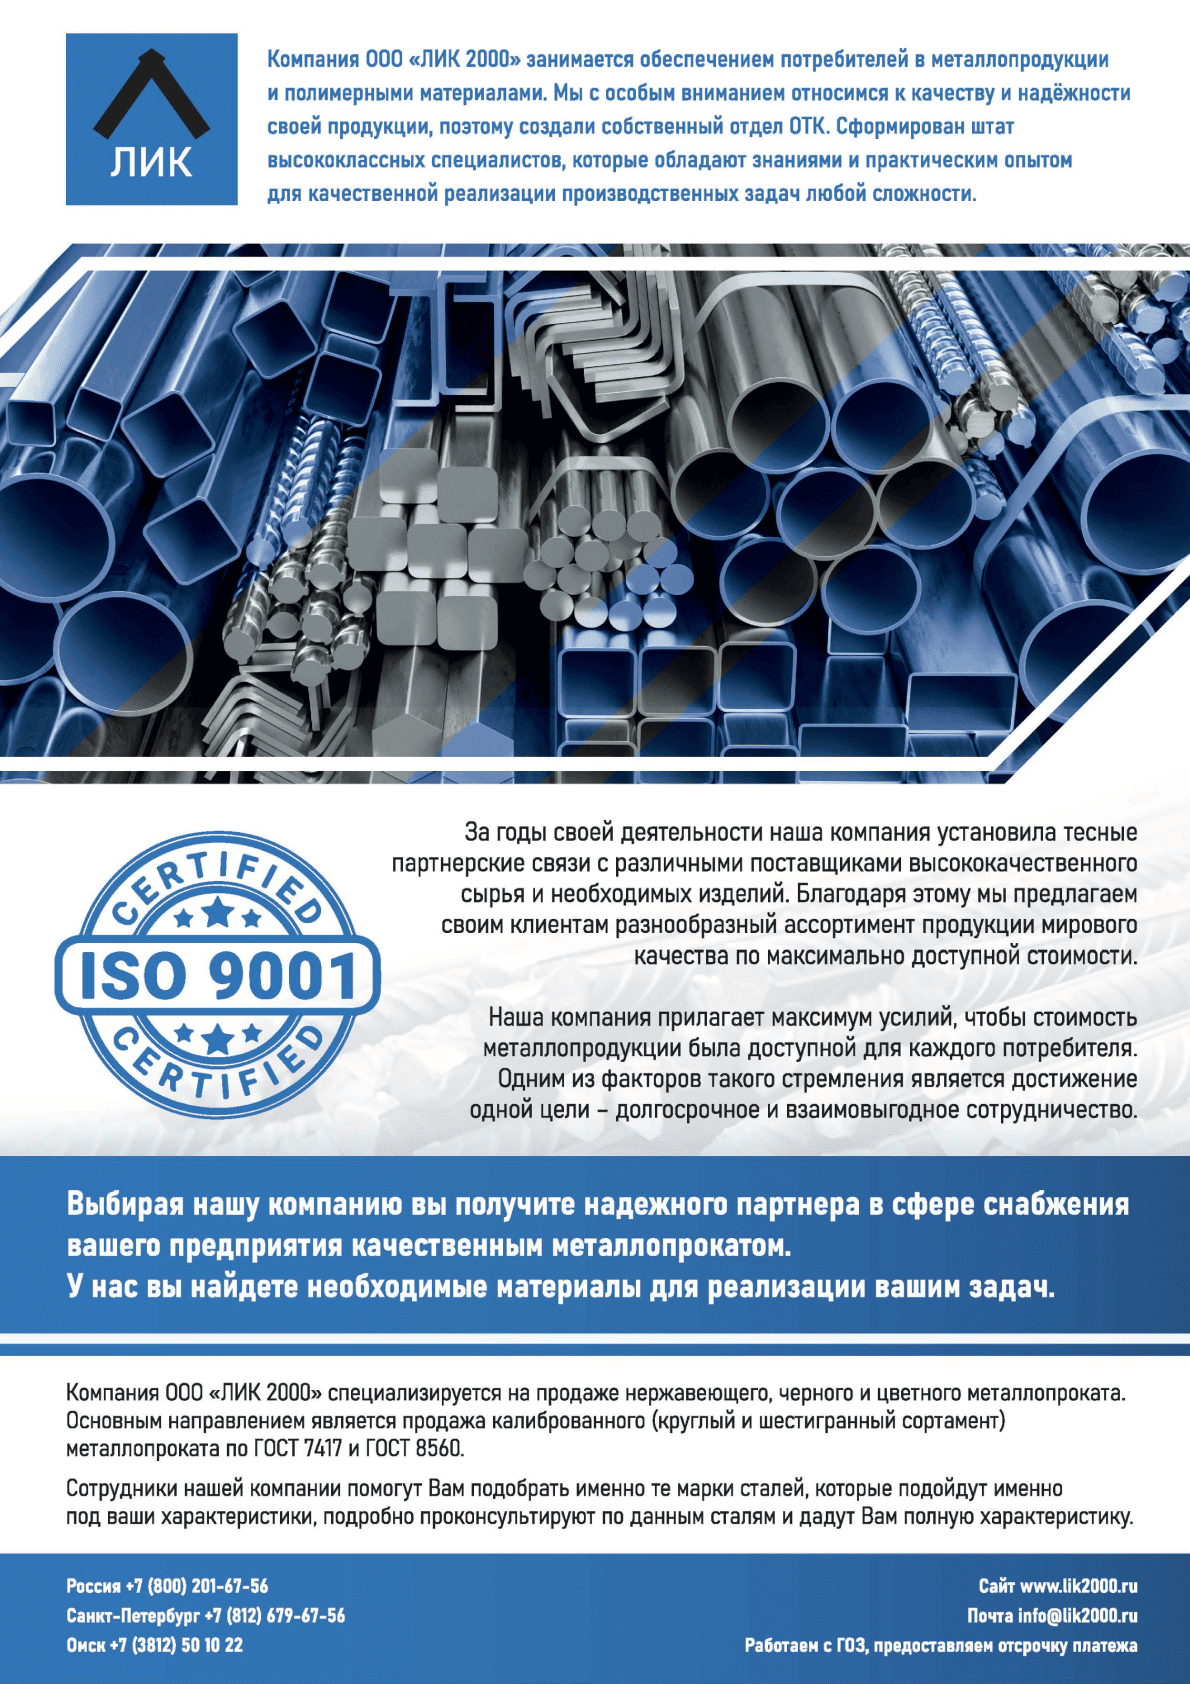 ЛИК
Компания ООО «ЛИК 2000» занимается обеспечением потребителей в металлопродукции
и полимерными материалами. Мы с особым вниманием относимся к качеству и надёжности
своей продукции, поэтому создали собственный отдел ОТК. Сформирован штат
высококлассных специалистов, которые обладают знаниями и практическим опытом
для качественной реализации производственных задач любой сложности.
CERTIFIED
ISO 9001
CERTIFIED
За годы своей деятельности наша компания установила тесные
партнерские связи с различными поставщиками высококачественного
сырья и необходимых изделий. Благодаря этому мы предлагаем
своим клиентам разнообразный ассортимент продукции мирового
качества по максимально доступной стоимости.
Наша компания прилагает максимум усилий, чтобы стоимость
металлопродукции была доступной для каждого потребителя.
Одним из факторов такого стремления является достижение
одной цели – долгосрочное и взаимовыгодное сотрудничество.
Выбирая нашу компанию вы получите надежного партнера в сфере снабжения
вашего предприятия качественным металлопрокатом.
У нас вы найдете необходимые материалы для реализации вашим задач.
Компания ООО «ЛИК 2000» специализируется на продаже нержавеющего, черного и цветного металлопроката.
Основным направлением является продажа калиброванного (круглый и шестигранный сортамент)
металлопроката по ГОСТ 7417 и ГОСТ 8560.
Сотрудники нашей компании помогут Вам подобрать именно те марки сталей, которые подойдут именно
под ваши характеристики, подробно проконсультируют по данным сталям и дадут Вам полную характеристику.
Россия +7 (800) 201-67-56
Санкт-Петербург +7 (812) 679-67-56
Омск +7 (3812) 50 10 22
Сайт www.lik2000.ru
Почта info@lik2000.ru
Работаем с ГОЗ, предоставляем отсрочку платежа